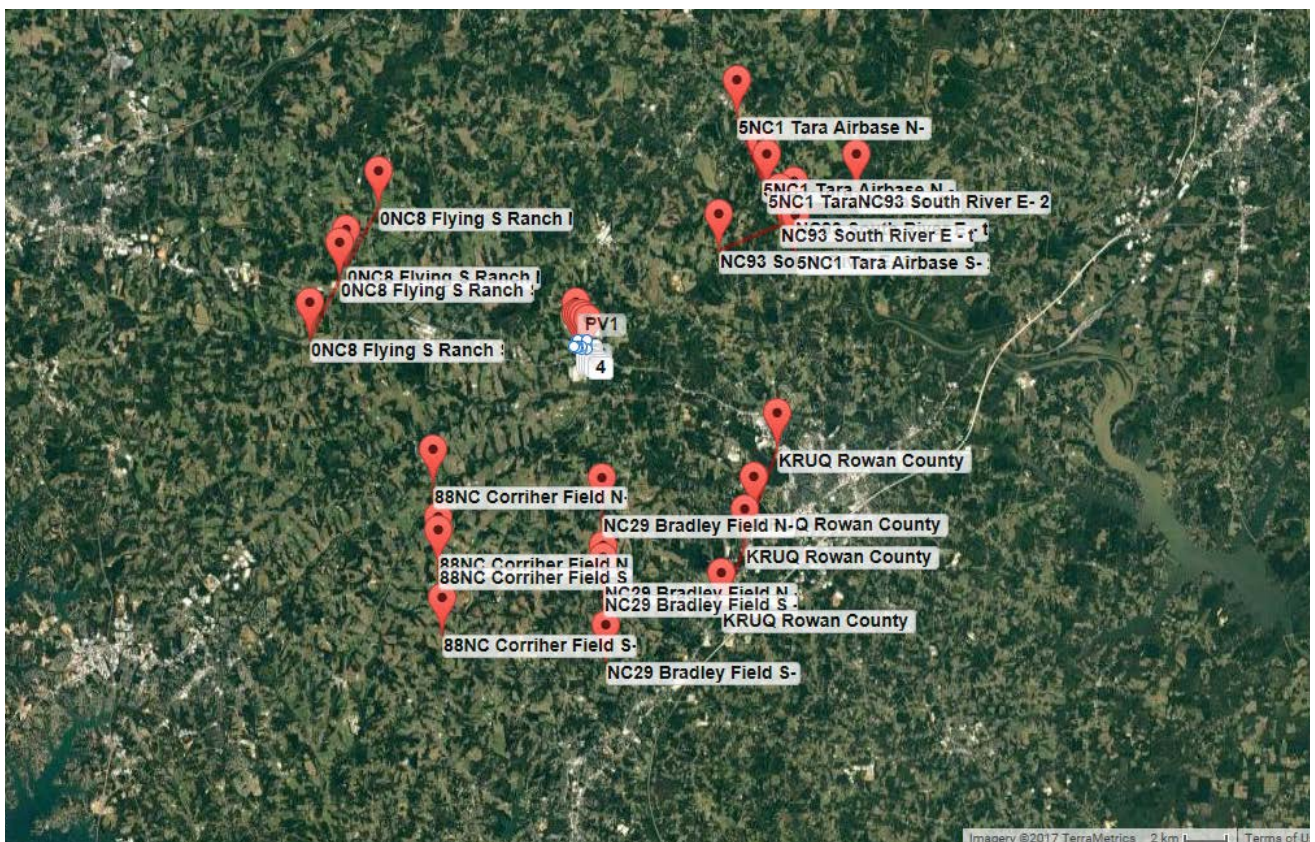 5NC1 Tara Airbase N-
5NC1 Tara Airbase N -
5NC1 Tara
NC93 South River E- 2
0NC8 Flying S Ranch
NC93 South River E - t
NC93 So
5NC1 Tara Airbase S-
0NC8 Flying S Ranch
0NC8 Flying S Ranch
PV1
0NC8 Flying S Ranch
4
KRUQ Rowan County
88NC Corriher Field N-
NC29 Bradley Field N-
Q Rowan County
KRUQ Rowan County
88NC Corriher Field N
88NC Corriher Field S
NC29 Bradley Field N -
NC29 Bradley Field S -
KRUQ Rowan County
88NC Corriher Field S-
NC29 Bradley Field S-
Imagery ©2017 TerraMetrics 2 km Terms of U